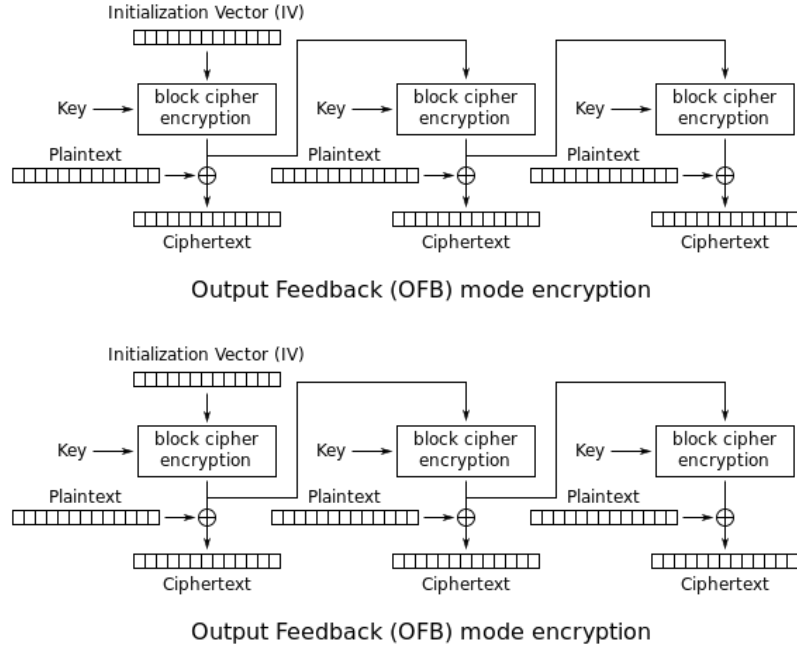 Initialization Vector (IV)
Key
block cipher
encryption
Key
block cipher
encryption
Key
block cipher
encryption
Plaintext
Plaintext
Plaintext
Ciphertext
Ciphertext
Ciphertext
Output Feedback (OFB) mode encryption
Initialization Vector (IV)
Key
block cipher
encryption
Key
block cipher
encryption
Key
block cipher
encryption
Plaintext
Plaintext
Plaintext
Ciphertext
Ciphertext
Ciphertext
Output Feedback (OFB) mode encryption